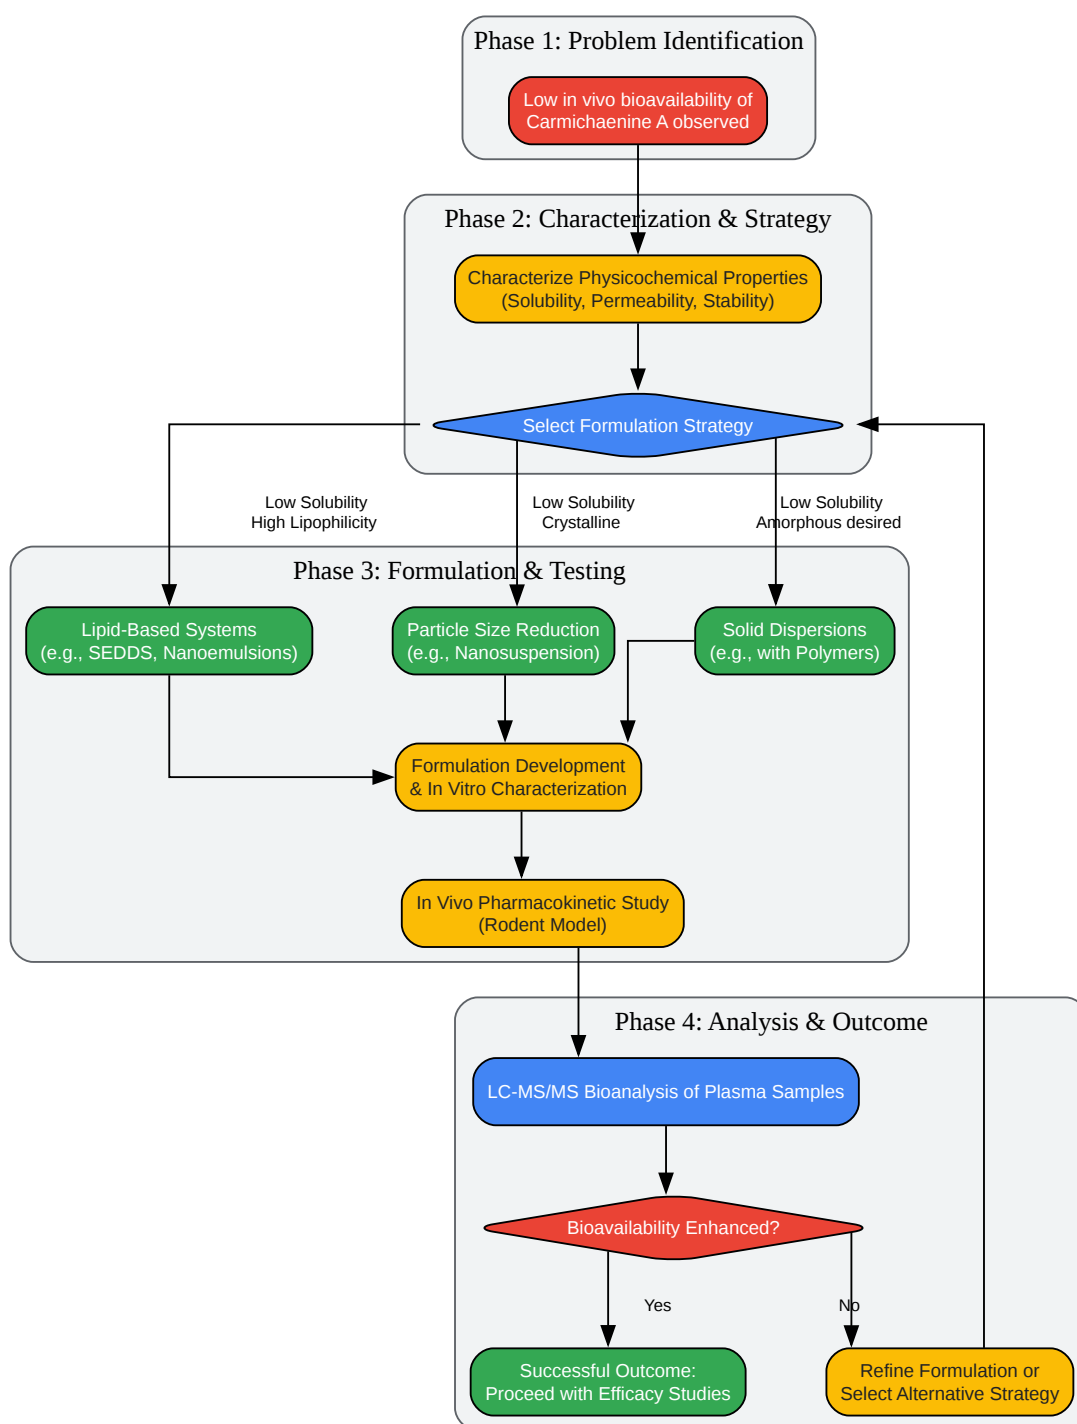 Phase 1: Problem Identification
Low in vivo bioavailability of
Carmichaenine A observed
Phase 2: Characterization & Strategy
Characterize Physicochemical Properties
(Solubility, Permeability, Stability)
Select Formulation Strategy
Low Solubility
High Lipophilicity
Low Solubility
Crystalline
Low Solubility
Amorphous desired
Phase 3: Formulation & Testing
Lipid-Based Systems
(e.g., SEDDS, Nanoemulsions)
Particle Size Reduction
(e.g., Nanosuspension)
Solid Dispersions
(e.g., with Polymers)
Formulation Development
& In Vitro Characterization
In Vivo Pharmacokinetic Study
(Rodent Model)
Phase 4: Analysis & Outcome
LC-MS/MS Bioanalysis of Plasma Samples
Bioavailability Enhanced?
Yes
No
Successful Outcome:
Proceed with Efficacy Studies
Refine Formulation or
Select Alternative Strategy